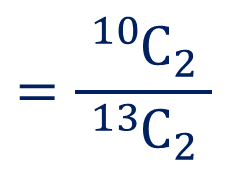 = ¹⁰C₂ / ¹³C₂